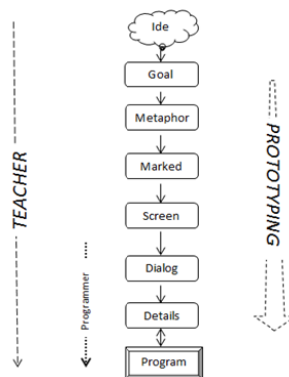 Ide
Goal
Metaphor
Marked
Screen
Dialog
Details
Program
TEACHER
Programmer
PROTOTYPING